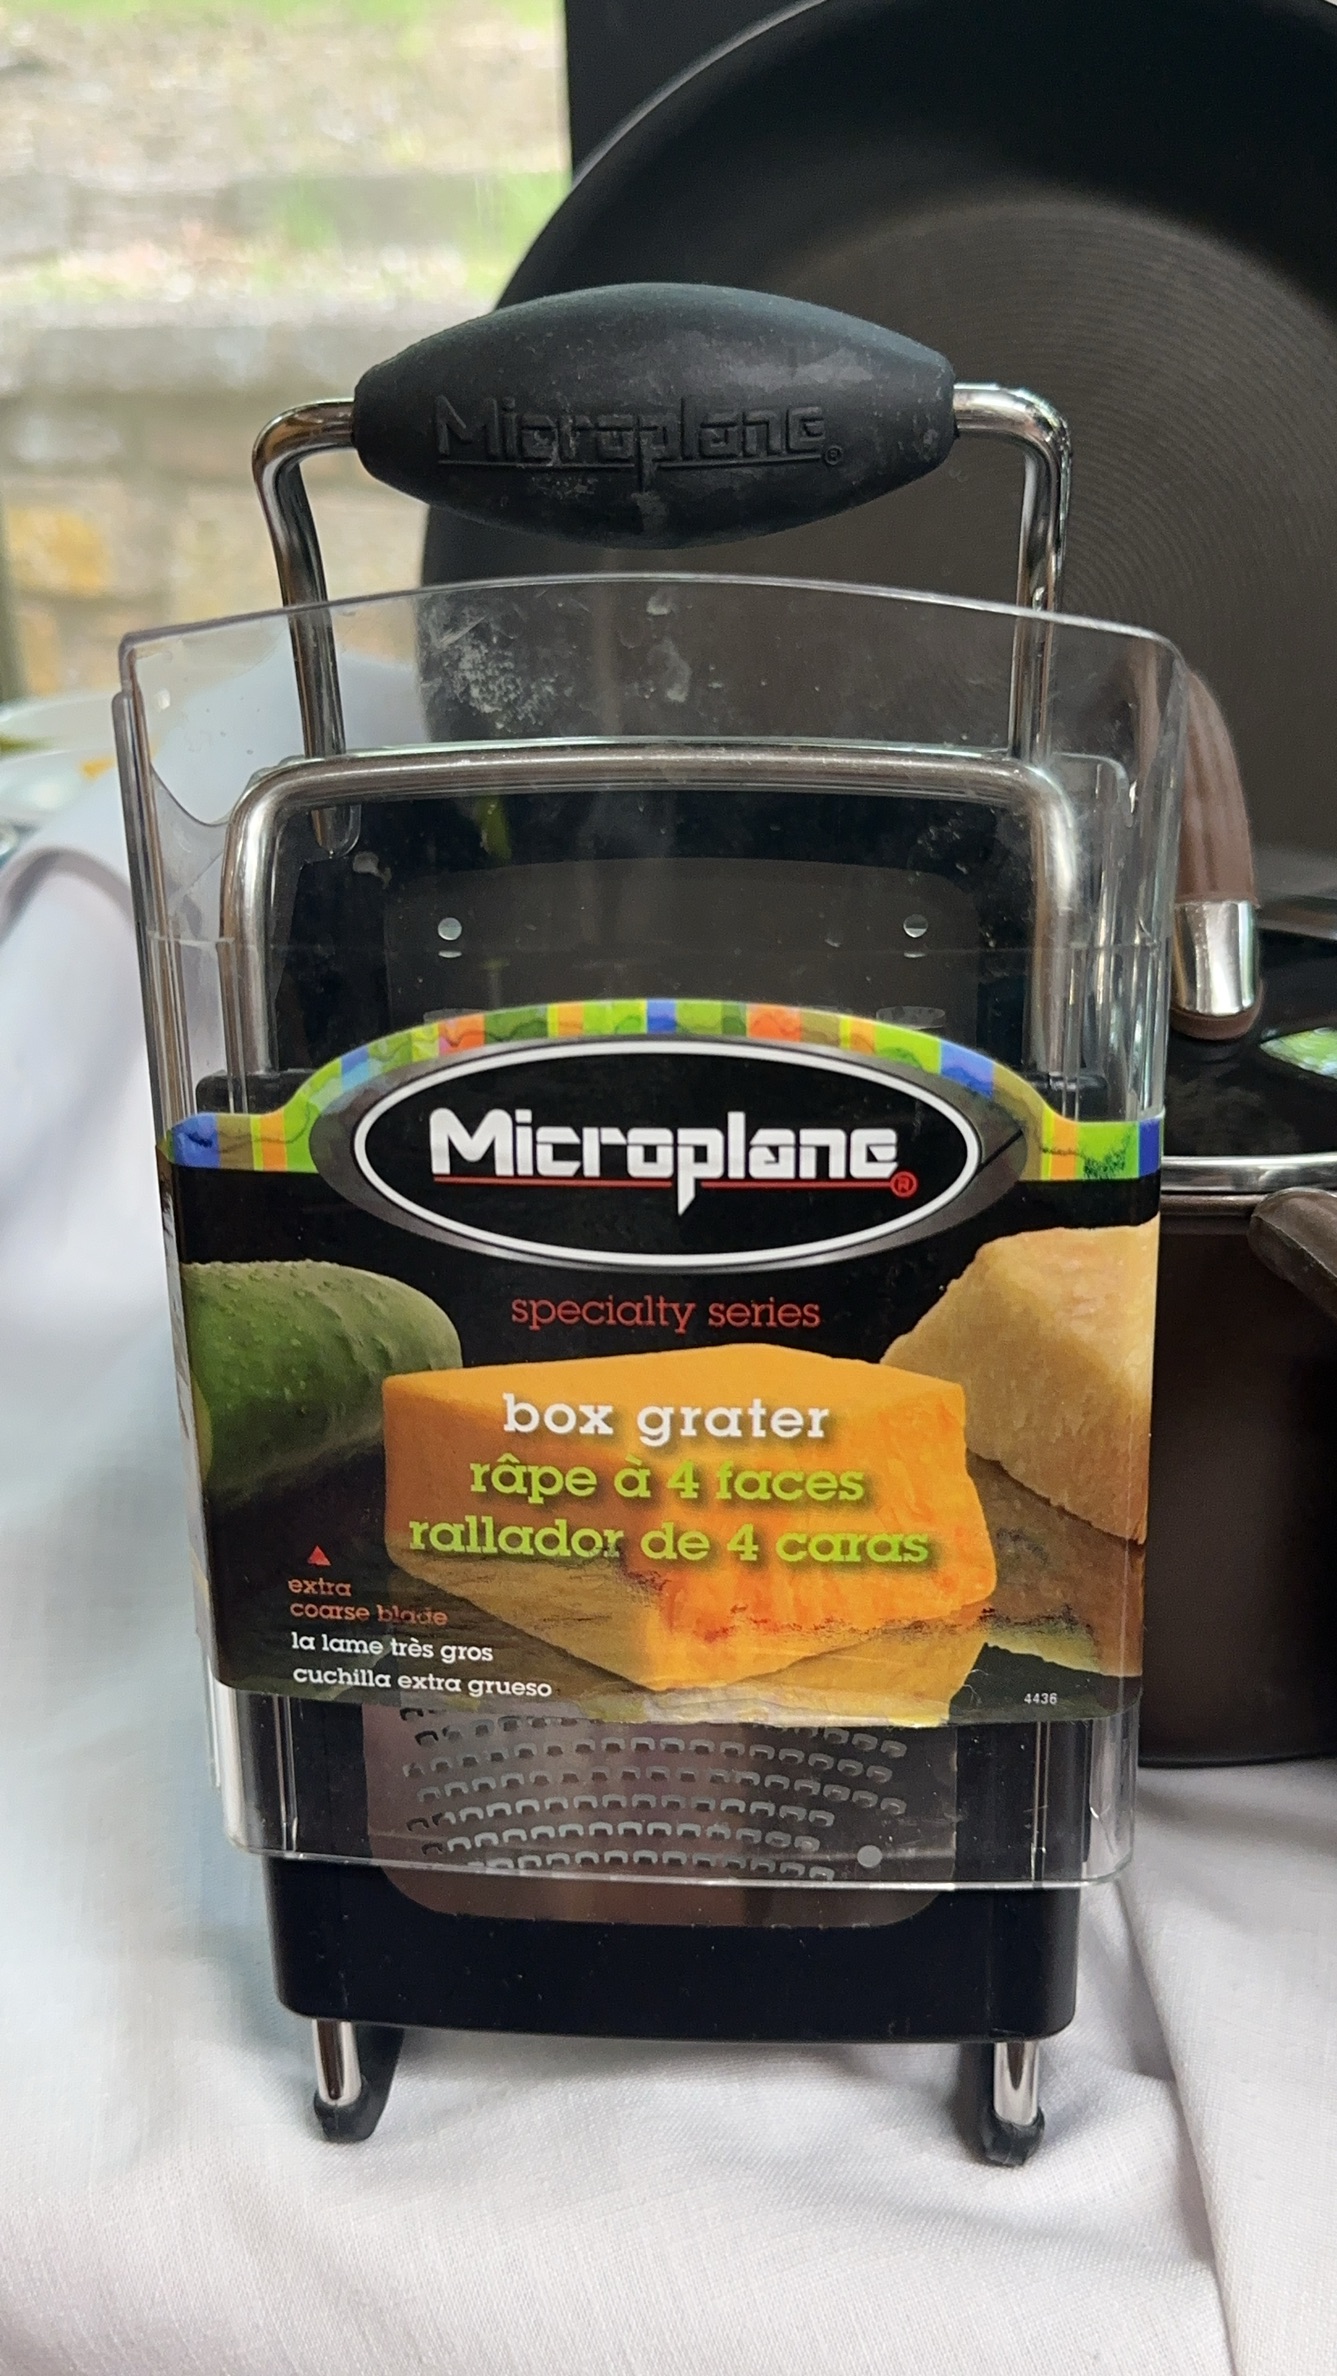 Microplane®
Microplane®
specialty series
box grater
râpe à 4 faces
rallador de 4 caras
extra
coarse blade
la lame très gros
cuchilla extra grueso
4436